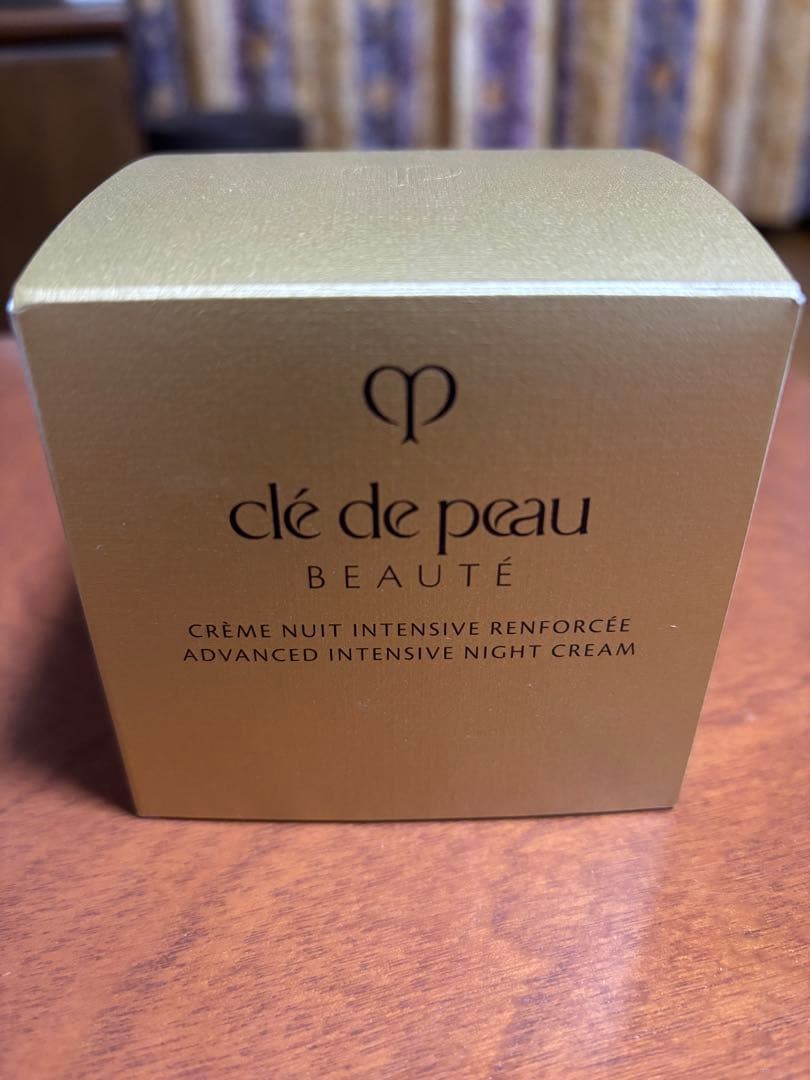 clé de peau
BEAUTÉ
CRÈME NUIT INTENSIVE RENFORCÉE
ADVANCED INTENSIVE NIGHT CREAM